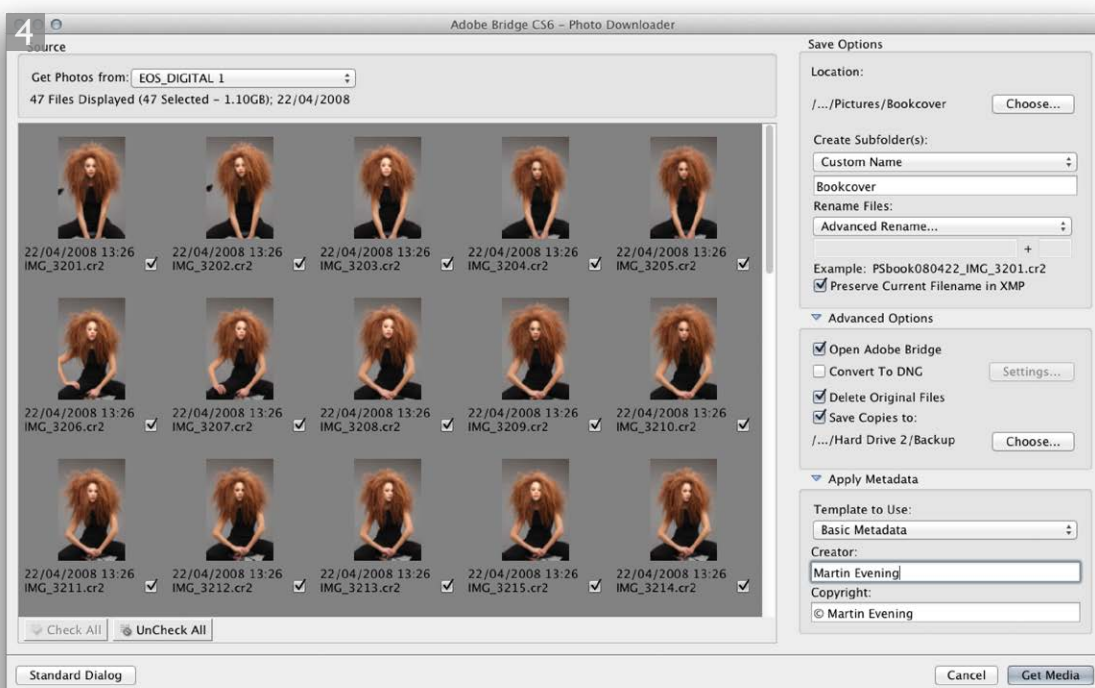 4
Adobe Bridge CS6 – Photo Downloader
Source
Get Photos from: EOS_DIGITAL 1
47 Files Displayed (47 Selected – 1.10GB); 22/04/2008
22/04/2008 13:26 22/04/2008 13:26 22/04/2008 13:26 22/04/2008 13:26 22/04/2008 13:26
IMG_3201.cr2 IMG_3202.cr2 IMG_3203.cr2 IMG_3204.cr2 IMG_3205.cr2
22/04/2008 13:26 22/04/2008 13:26 22/04/2008 13:26 22/04/2008 13:26 22/04/2008 13:26
IMG_3206.cr2 IMG_3207.cr2 IMG_3208.cr2 IMG_3209.cr2 IMG_3210.cr2
22/04/2008 13:26 22/04/2008 13:26 22/04/2008 13:26 22/04/2008 13:26 22/04/2008 13:26
IMG_3211.cr2 IMG_3212.cr2 IMG_3213.cr2 IMG_3215.cr2 IMG_3214.cr2
Check All UnCheck All
Standard Dialog
Save Options
Location:
/.../Pictures/Bookcover Choose...
Create Subfolder(s):
Custom Name
Bookcover
Rename Files:
Advanced Rename...
+
Example: PSbook080422_IMG_3201.cr2
Preserve Current Filename in XMP
Advanced Options
Open Adobe Bridge
Convert To DNG Settings...
Delete Original Files
Save Copies to:
/.../Hard Drive 2/Backup Choose...
Apply Metadata
Template to Use:
Basic Metadata
Creator:
Martin Evening
Copyright:
© Martin Evening
Cancel Get Media